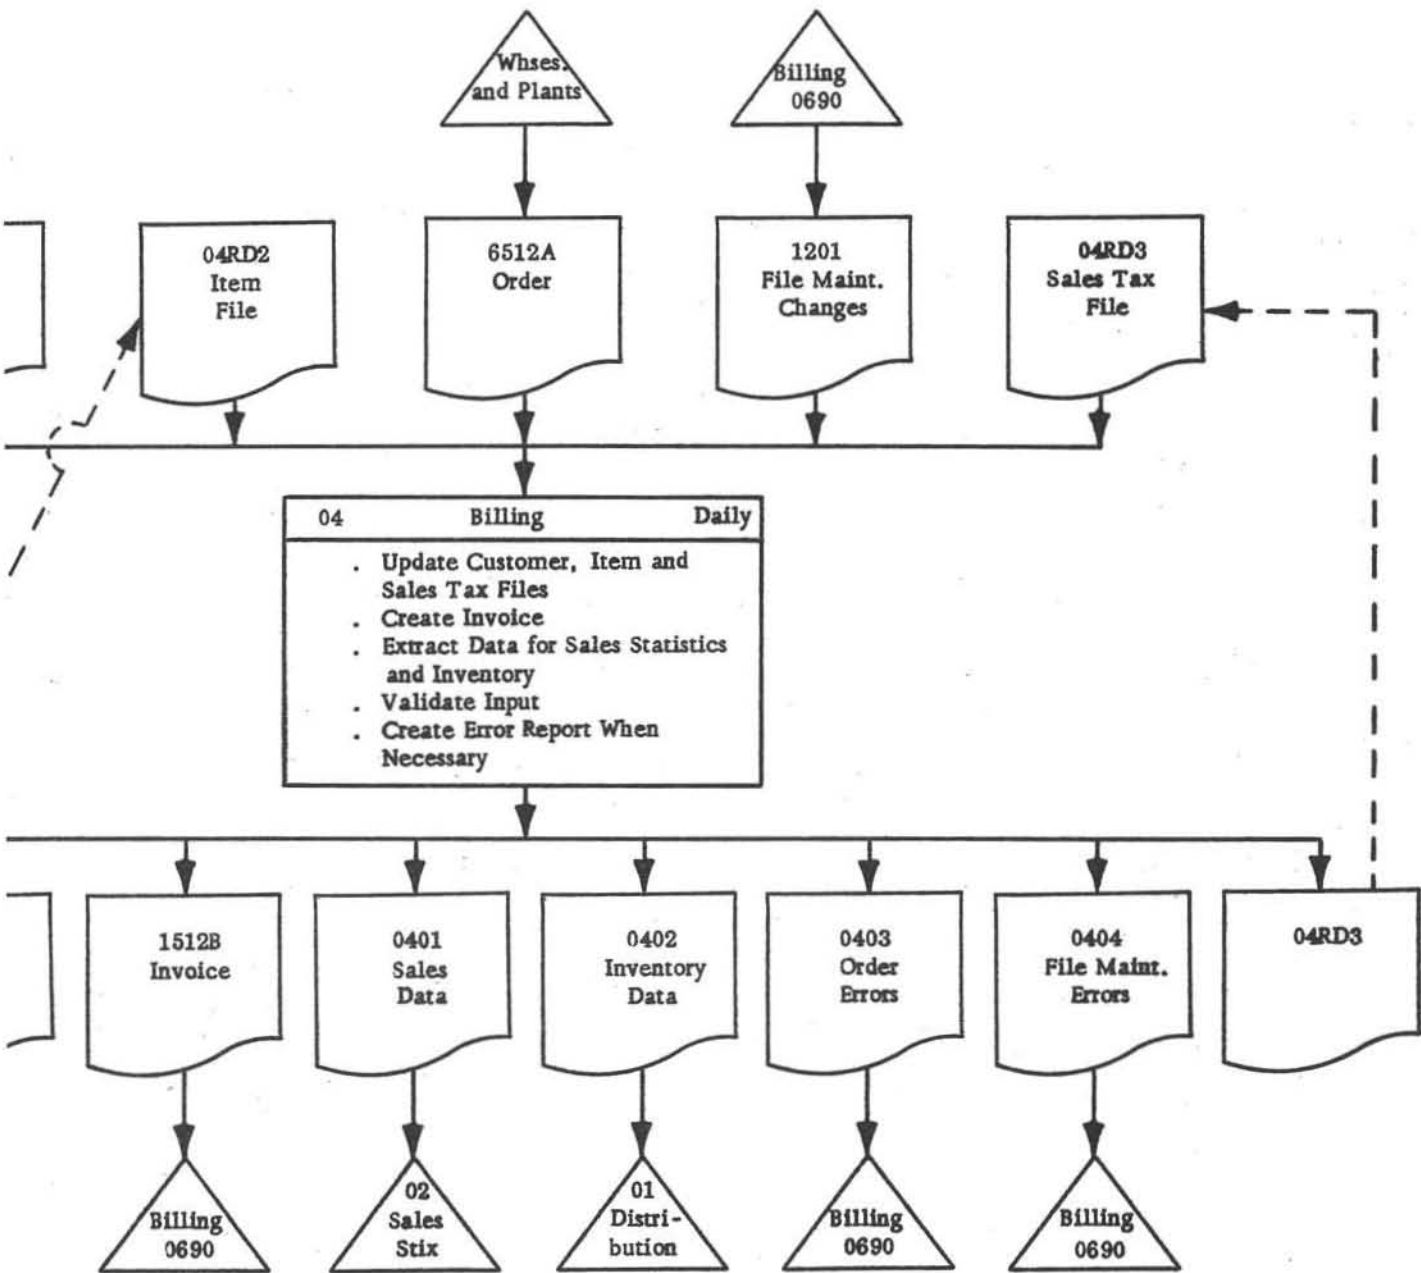 Whses.
and Plants
Billing
0690
04RD2
Item
File
6512A
Order
1201
File Maint.
Changes
04RD3
Sales Tax
File
04 Billing Daily
. Update Customer, Item and
Sales Tax Files
. Create Invoice
. Extract Data for Sales Statistics
and Inventory
. Validate Input
. Create Error Report When
Necessary
1512B
Invoice
0401
Sales
Data
0402
Inventory
Data
0403
Order
Errors
0404
File Maint.
Errors
04RD3
Billing
0690
02
Sales
Stix
01
Distri-
bution
Billing
0690
Billing
0690